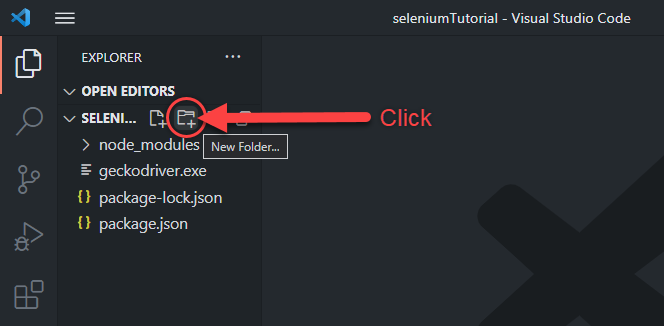 seleniumTutorial - Visual Studio Code
EXPLORER
OPEN EDITORS
SELENI...
Click
node_modules
New Folder...
geckodriver.exe
package-lock.json
package.json